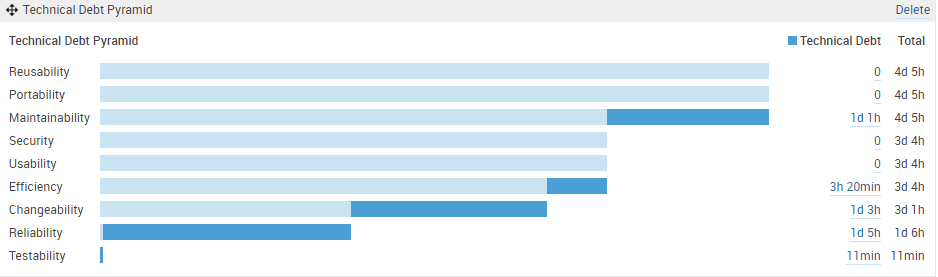 Technical Debt Pyramid Delete
Technical Debt Pyramid Technical Debt Total
Reusability 0 4d 5h
Portability 0 4d 5h
Maintainability 1d 1h 4d 5h
Security 0 3d 4h
Usability 0 3d 4h
Efficiency 3h 20min 3d 4h
Changeability 1d 3h 3d 1h
Reliability 1d 5h 1d 6h
Testability 11min 11min